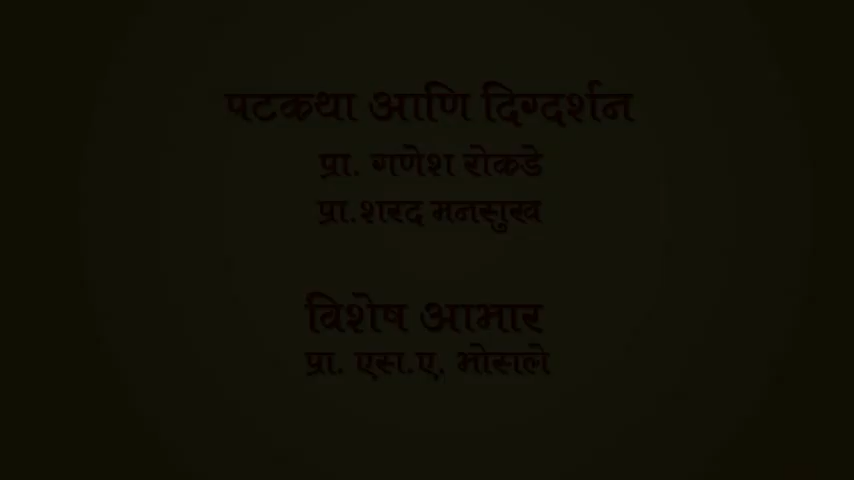 पटकथा आणि दिग्दर्शन
प्रा. गणेश रोकडे
प्रा.शरद मनसुख
विशेष आभार
प्रा. एस.ए. भोसले